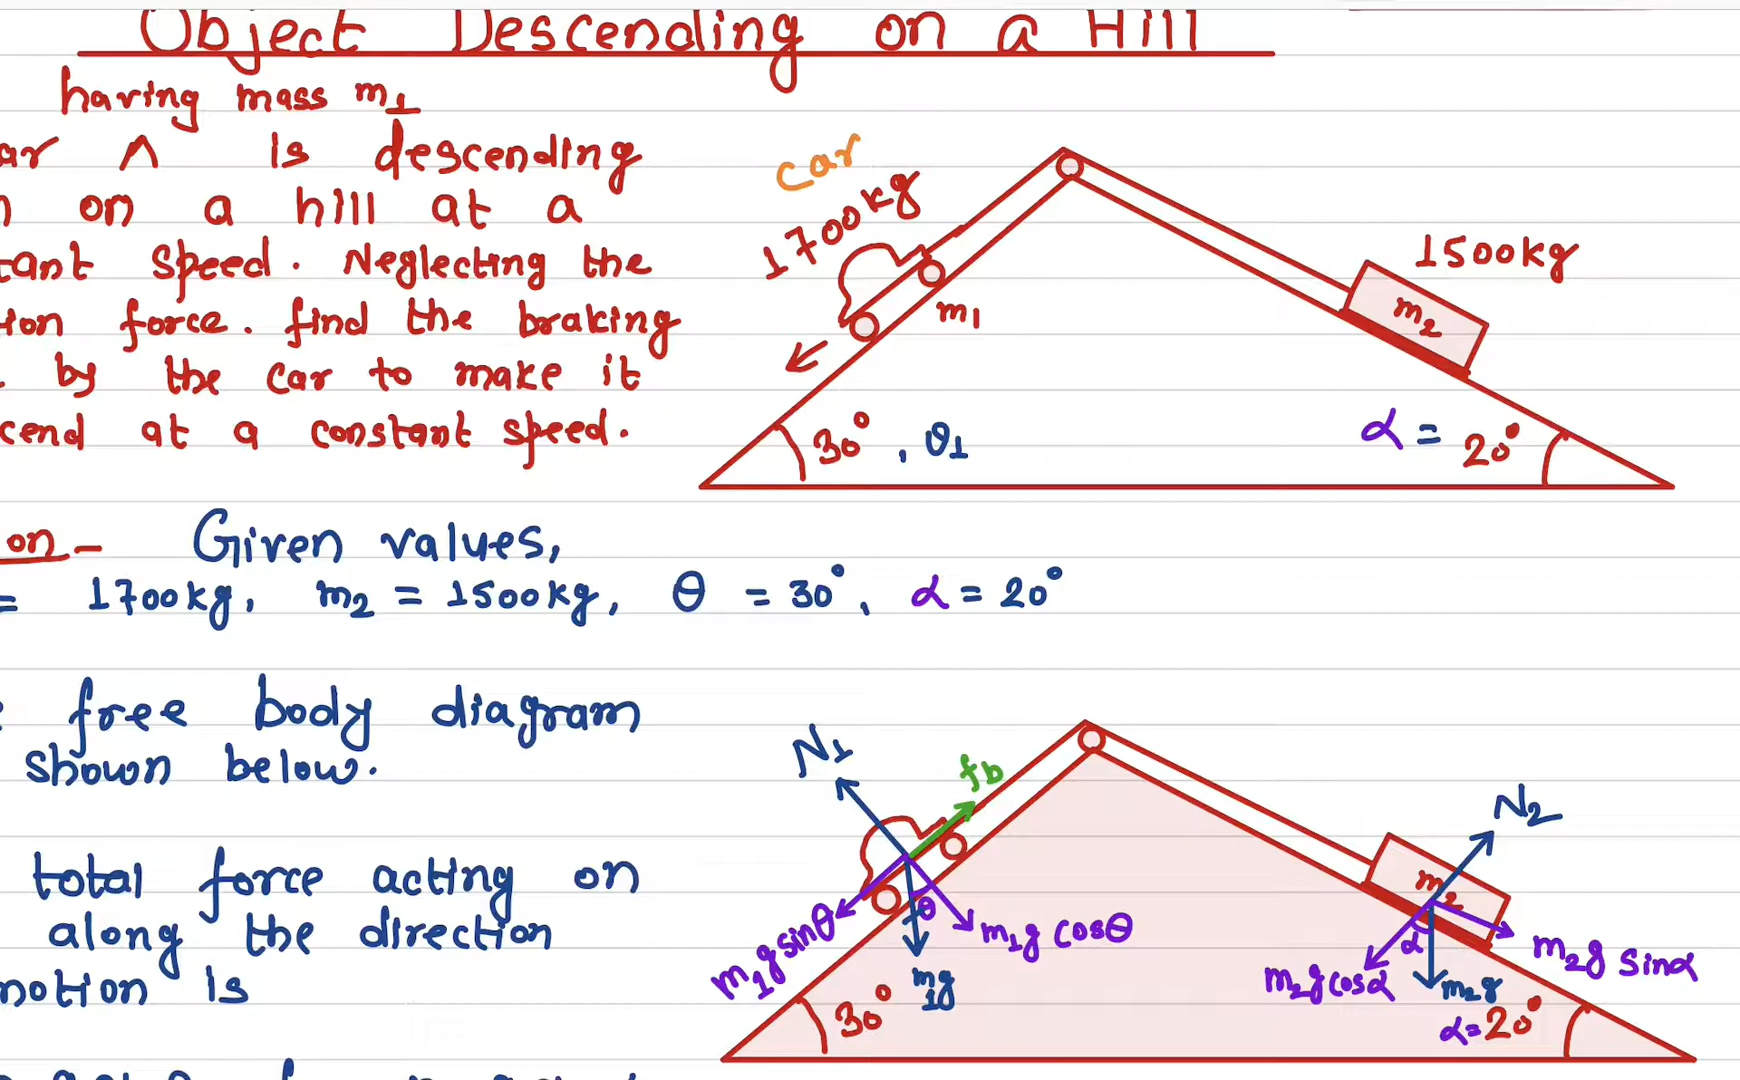 Object Descending on a Hill
having mass m1
ar ∧ is descending
on a hill at a
tant speed. Neglecting the
ion force. find the braking
by the car to make it
cend at a constant speed.
car
1700kg
m1
1500kg
m2
30°, θ1
α = 20°
on - Given values,
= 1700kg, m2 = 1500kg, θ = 30°, α = 20°
free body diagram
shown below.
total force acting on
along the direction
motion is
N1
fb
m1g sinθ
θ
m1g cosθ
m1g
30°
N2
m2
α
m2g cosα
m2g
m2g sinα
α = 20°